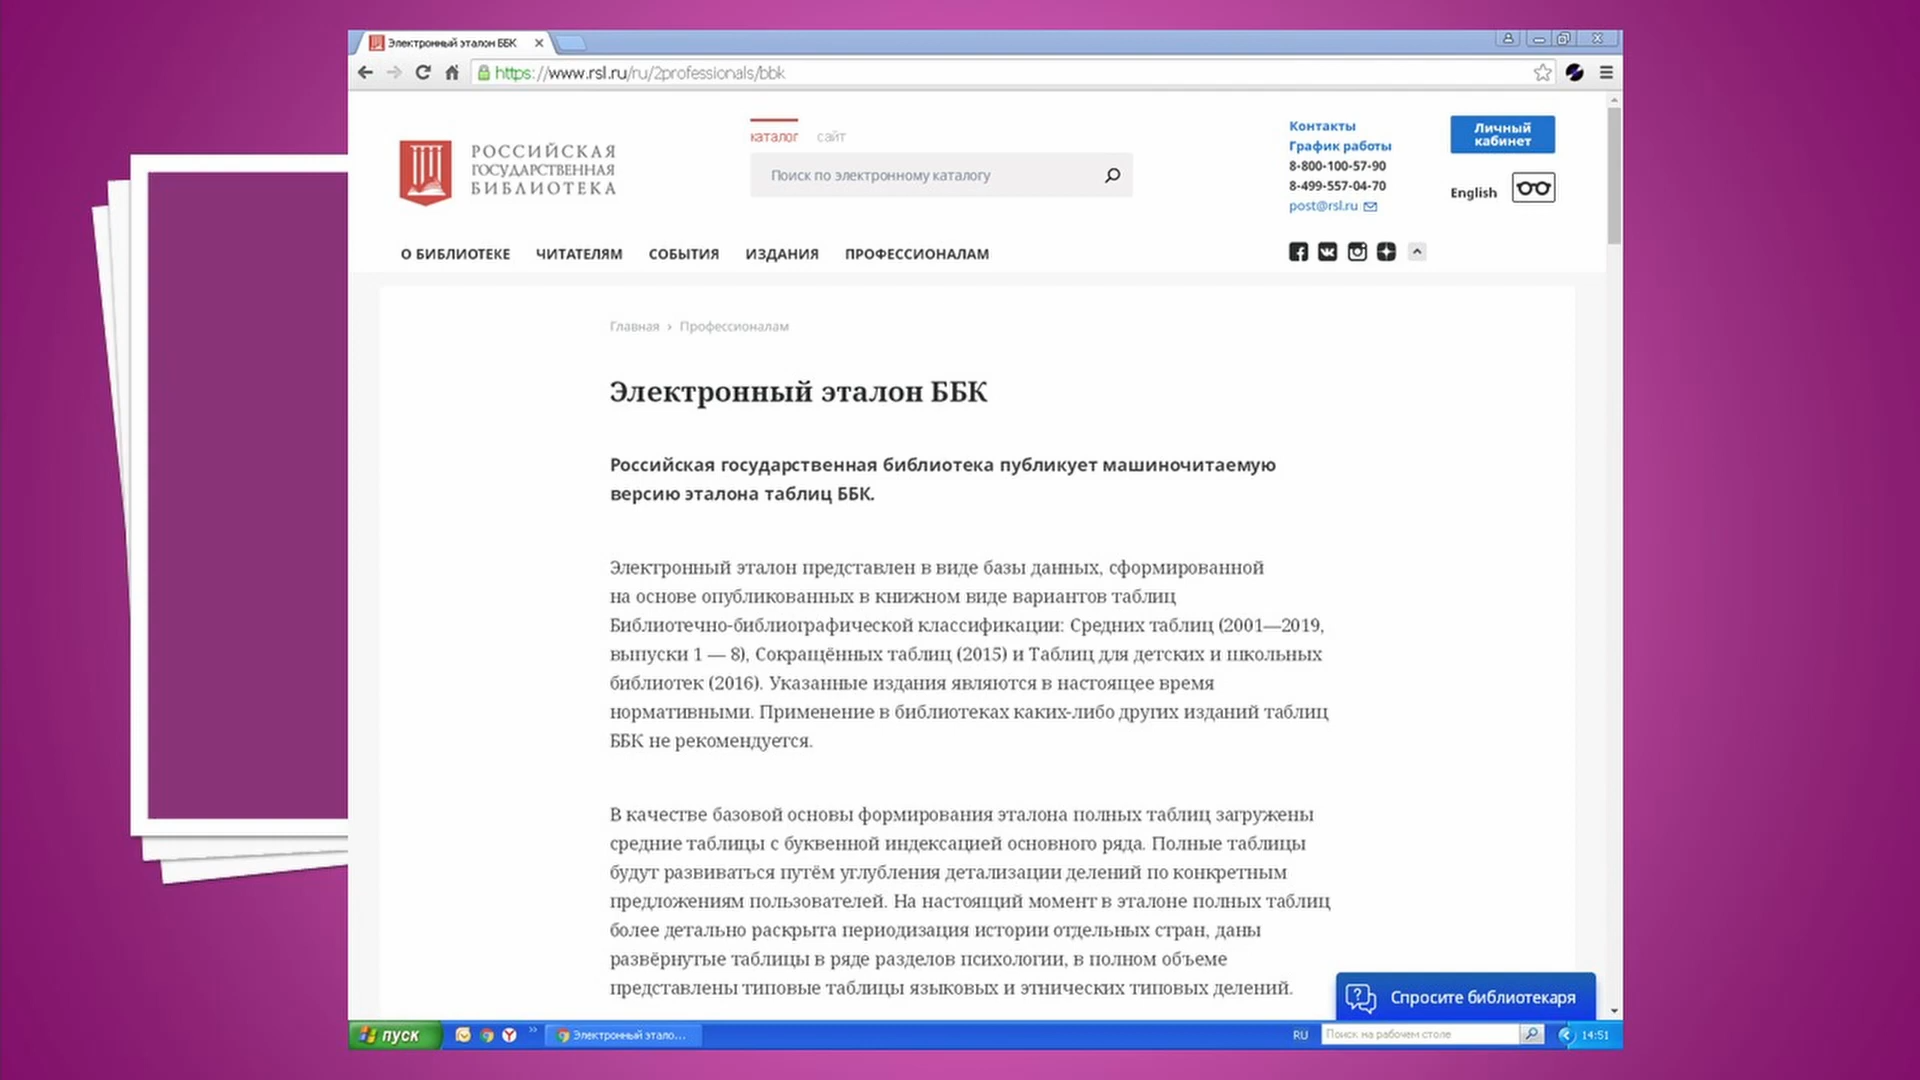 Электронный эталон ББК
https://www.rsl.ru/ru/2professionals/bbk
РОССИЙСКАЯ
ГОСУДАРСТВЕННАЯ
БИБЛИОТЕКА
каталог сайт
Поиск по электронному каталогу
Контакты
График работы
8-800-100-57-90
8-499-557-04-70
post@rsl.ru
Личный
кабинет
English
О БИБЛИОТЕКЕ ЧИТАТЕЛЯМ СОБЫТИЯ ИЗДАНИЯ ПРОФЕССИОНАЛАМ
Главная › Профессионалам
Электронный эталон ББК
Российская государственная библиотека публикует машиночитаемую
версию эталона таблиц ББК.
Электронный эталон представлен в виде базы данных, сформированной
на основе опубликованных в книжном виде вариантов таблиц
Библиотечно-библиографической классификации: Средних таблиц (2001—2019,
выпуски 1 — 8), Сокращённых таблиц (2015) и Таблиц для детских и школьных
библиотек (2016). Указанные издания являются в настоящее время
нормативными. Применение в библиотеках каких-либо других изданий таблиц
ББК не рекомендуется.
В качестве базовой основы формирования эталона полных таблиц загружены
средние таблицы с буквенной индексацией основного ряда. Полные таблицы
будут развиваться путём углубления детализации делений по конкретным
предложениям пользователей. На настоящий момент в эталоне полных таблиц
более детально раскрыта периодизация истории отдельных стран, даны
развёрнутые таблицы в ряде разделов психологии, в полном объеме
представлены типовые таблицы языковых и этнических типовых делений.
Спросите библиотекаря
пуск
Электронный этало...
RU
Поиск на рабочем столе
14:51